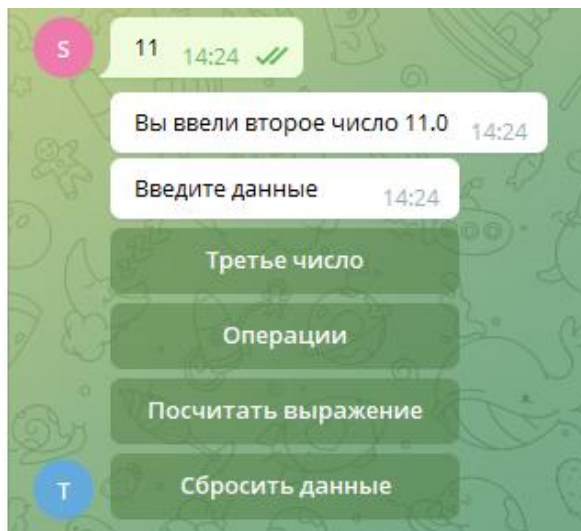 S
11 14:24
Вы ввели второе число 11.0 14:24
Введите данные 14:24
Третье число
Операции
Посчитать выражение
Сбросить данные
T